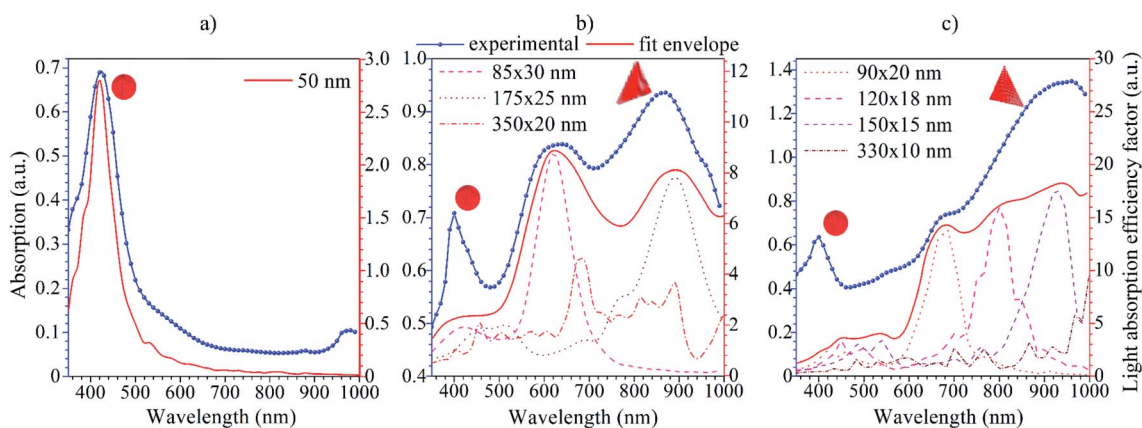 a)
b)
c)
experimental
fit envelope
50 nm
85x30 nm
175x25 nm
350x20 nm
90x20 nm
120x18 nm
150x15 nm
330x10 nm
Absorption (a.u.)
0.7
0.6
0.5
0.4
0.3
0.2
0.1
0
3.0
2.5
2.0
1.5
1.0
0.5
0.0
400 500 600 700 800 900 1000
Wavelength (nm)
1.0
0.9
0.8
0.7
0.6
0.5
0.4
12
10
8
6
4
2
0
400 500 600 700 800 900 1000
Wavelength (nm)
1.4
1.2
1.0
0.8
0.6
0.4
0.2
0
30
25
20
15
10
5
0
400 500 600 700 800 900 1000
Wavelength (nm)
Light absorption efficiency factor (a.u.)